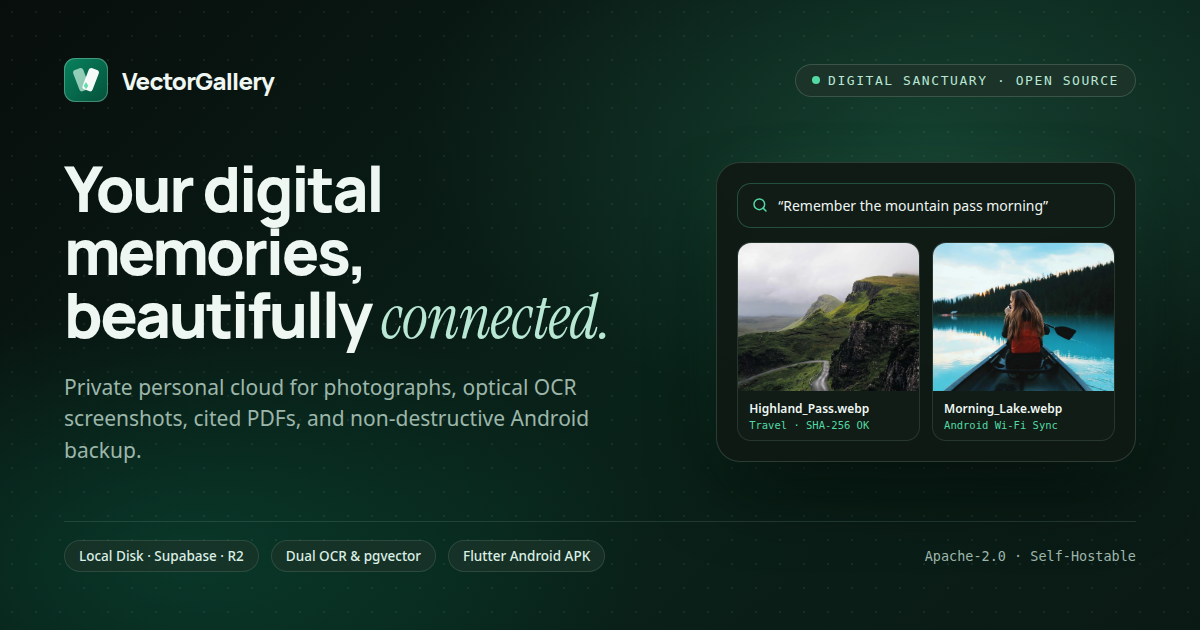 VectorGallery
DIGITAL SANCTUARY · OPEN SOURCE
Your digital
memories,
beautifully connected.
Private personal cloud for photographs, optical OCR
screenshots, cited PDFs, and non-destructive Android
backup.
“Remember the mountain pass morning”
Highland_Pass.webp
Travel · SHA-256 OK
Morning_Lake.webp
Android Wi-Fi Sync
Local Disk · Supabase · R2
Dual OCR & pgvector
Flutter Android APK
Apache-2.0 · Self-Hostable